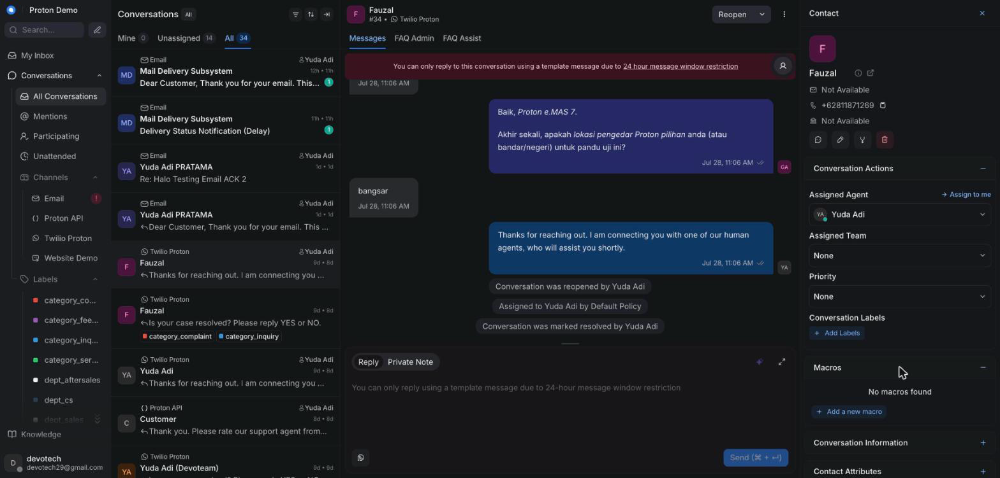 Proton Demo
Search...
My Inbox
Conversations
All Conversations
Mentions
Participating
Unattended
Channels
Email
!
Proton API
Twilio Proton
Website Demo
Labels
category_co...
category_fee...
category_inq...
category_ser...
dept_aftersales
dept_cs
dept_sales
Knowledge
D
devotech
devotech29@gmail.com
Conversations
All
Mine 0
Unassigned 14
All 34
Email
Yuda Adi
MD
Mail Delivery Subsystem
12h • 11h
Dear Customer, Thank you for your email. This...
1
Email
MD
Mail Delivery Subsystem
11h • 11h
Delivery Status Notification (Delay)
1
Email
Yuda Adi
YA
Yuda Adi PRATAMA
1d • 1d
Re: Halo Testing Email ACK 2
Email
Yuda Adi
YA
Yuda Adi PRATAMA
1d • 1d
Dear Customer, Thank you for your email. This ...
Twilio Proton
Yuda Adi
F
Fauzal
9d • 8d
Thanks for reaching out. I am connecting you ...
Twilio Proton
F
Fauzal
9d • 8d
Is your case resolved? Please reply YES or NO.
category_complaint
category_inquiry
Twilio Proton
Yuda Adi
YA
Yuda Adi
9d • 8d
Thanks for reaching out. I am connecting you ...
{} Proton API
Yuda Adi
C
Customer
8d • 8d
Thank you. Please rate our support agent from...
Twilio Proton
YA
Yuda Adi (Devoteam)
9d • 9d
F
Fauzal
#34 • Twilio Proton
Reopen
Messages
FAQ Admin
FAQ Assist
You can only reply to this conversation using a template message due to 24 hour message window restriction
Jul 28, 11:06 AM
Baik, Proton e.MAS 7.
Akhir sekali, apakah lokasi pengedar Proton pilihan anda (atau
bandar/negeri) untuk pandu uji ini?
Jul 28, 11:06 AM
GA
bangsar
Jul 28, 11:06 AM
Thanks for reaching out. I am connecting you with one of our human
agents, who will assist you shortly.
Jul 28, 11:06 AM
YA
Conversation was reopened by Yuda Adi
Assigned to Yuda Adi by Default Policy
Conversation was marked resolved by Yuda Adi
Reply
Private Note
You can only reply using a template message due to 24-hour message window restriction
Send (⌘ + ↵)
Contact
F
Fauzal
Not Available
+62811871269
Not Available
Conversation Actions
Assigned Agent
Assign to me
YA
Yuda Adi
Assigned Team
None
Priority
None
Conversation Labels
+ Add Labels
Macros
No macros found
+ Add a new macro
Conversation Information
Contact Attributes